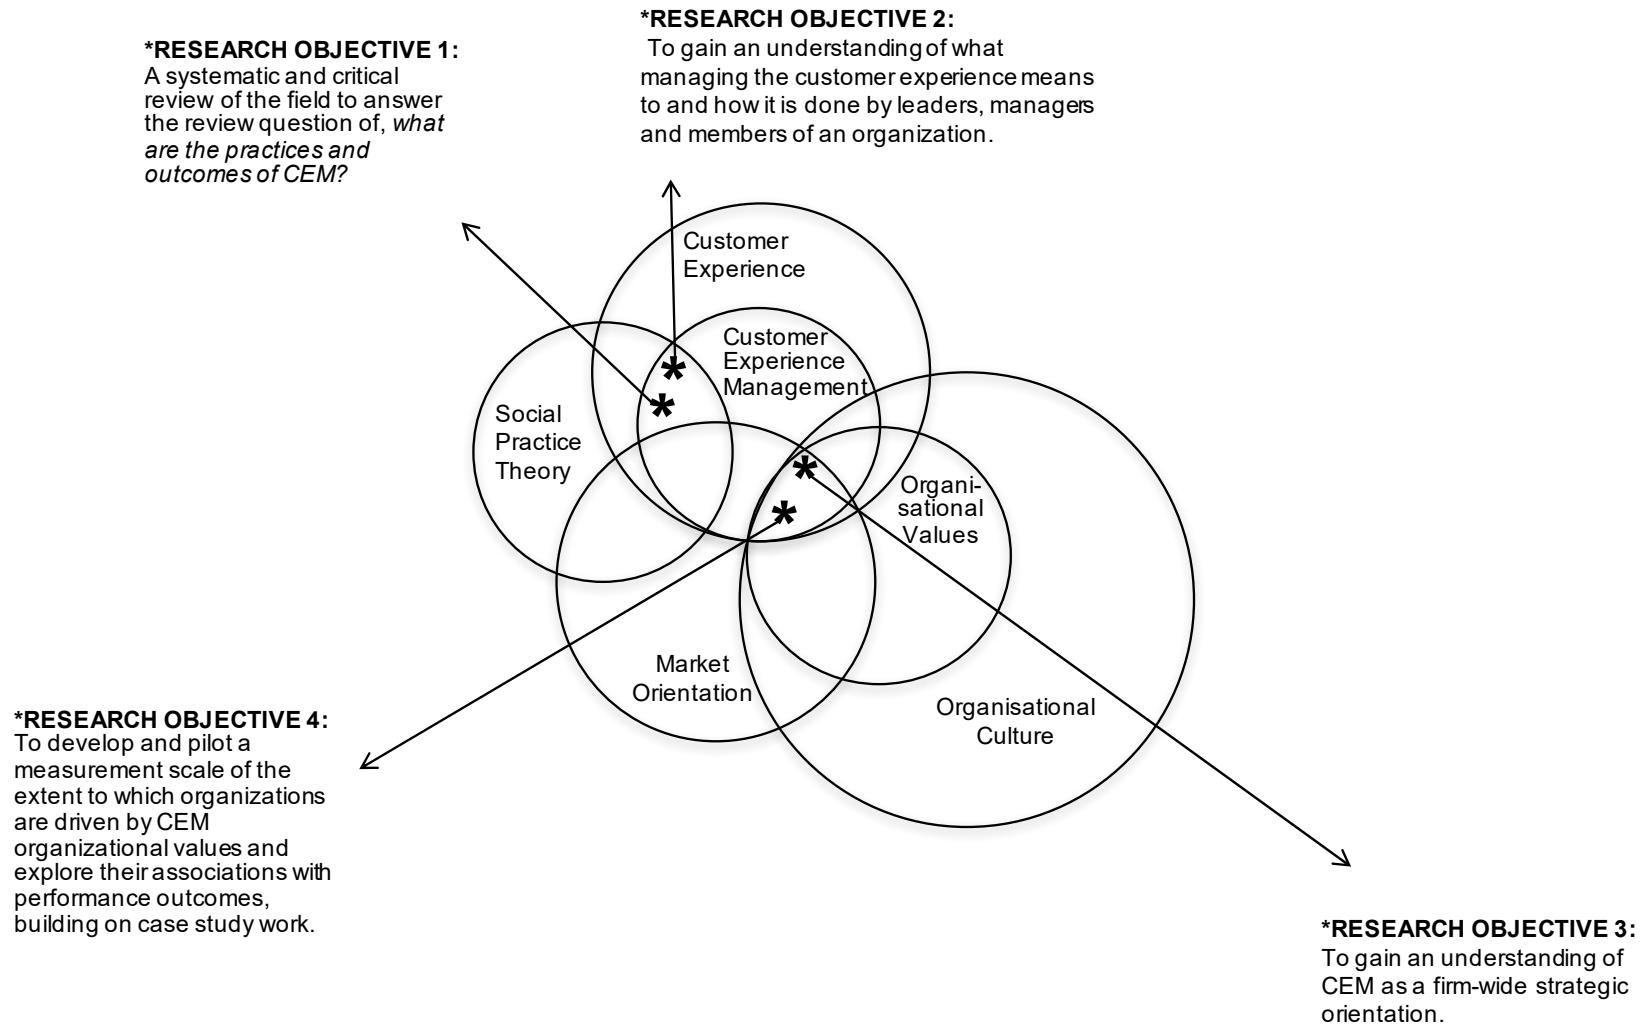 *RESEARCH OBJECTIVE 1:
A systematic and critical
review of the field to answer
the review question of, what
are the practices and
outcomes of CEM?
*RESEARCH OBJECTIVE 2:
To gain an understanding of what
managing the customer experience means
to and how it is done by leaders, managers
and members of an organization.
Customer
Experience
Customer
Experience
Management
Social
Practice
Theory
*
*
*
*
Organi-
sational
Values
Market
Orientation
Organisational
Culture
*RESEARCH OBJECTIVE 4:
To develop and pilot a
measurement scale of the
extent to which organizations
are driven by CEM
organizational values and
explore their associations with
performance outcomes,
building on case study work.
*RESEARCH OBJECTIVE 3:
To gain an understanding of
CEM as a firm-wide strategic
orientation.